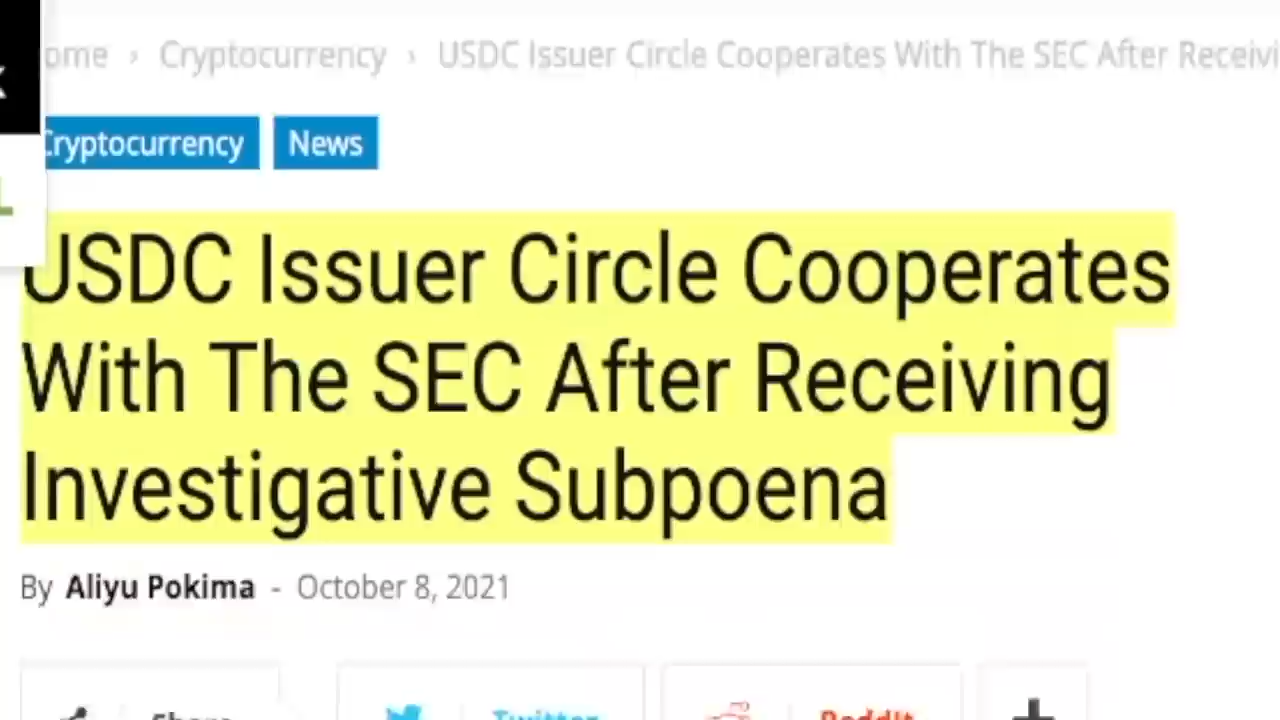 ome › Cryptocurrency › USDC Issuer Circle Cooperates With The SEC After Receivi
Cryptocurrency News
USDC Issuer Circle Cooperates
With The SEC After Receiving
Investigative Subpoena
By Aliyu Pokima - October 8, 2021
Share Twitter ReddIt